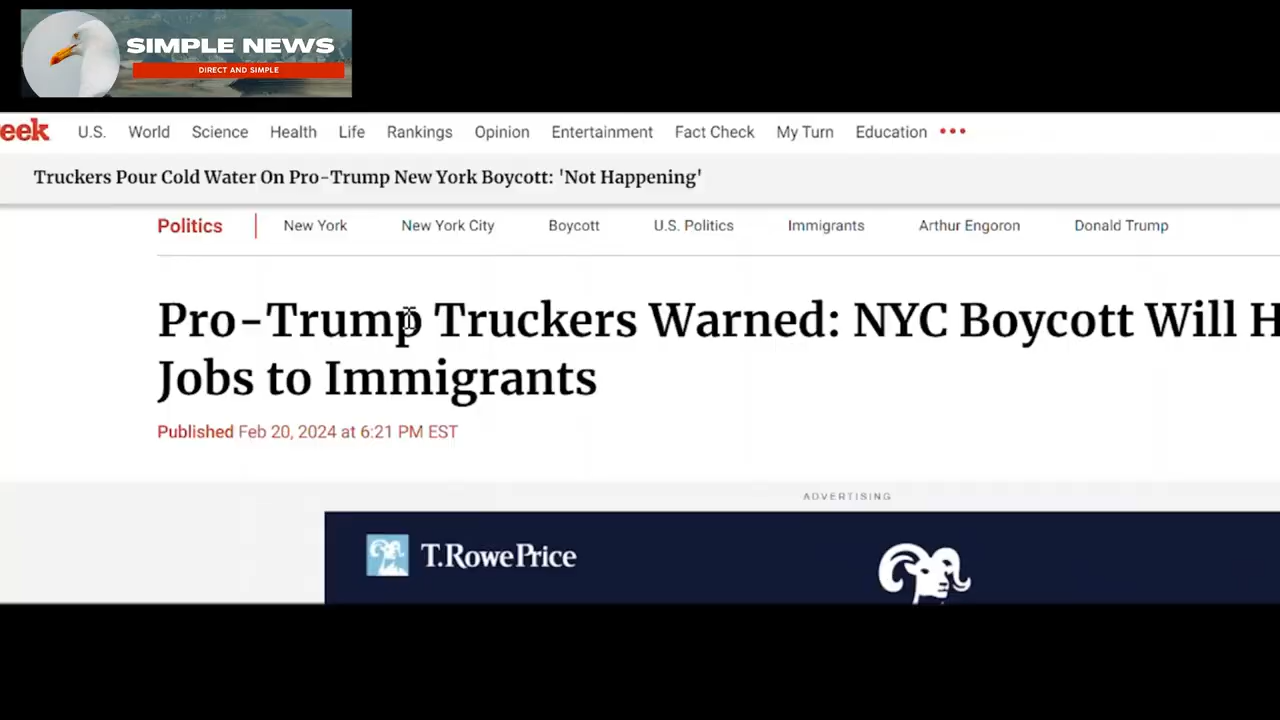 SIMPLE NEWS
DIRECT AND SIMPLE
eek
U.S. World Science Health Life Rankings Opinion Entertainment Fact Check My Turn Education
Truckers Pour Cold Water On Pro-Trump New York Boycott: 'Not Happening'
Politics New York New York City Boycott U.S. Politics Immigrants Arthur Engoron Donald Trump
Pro-Trump Truckers Warned: NYC Boycott Will H
Jobs to Immigrants
Published Feb 20, 2024 at 6:21 PM EST
ADVERTISING
T.RowePrice